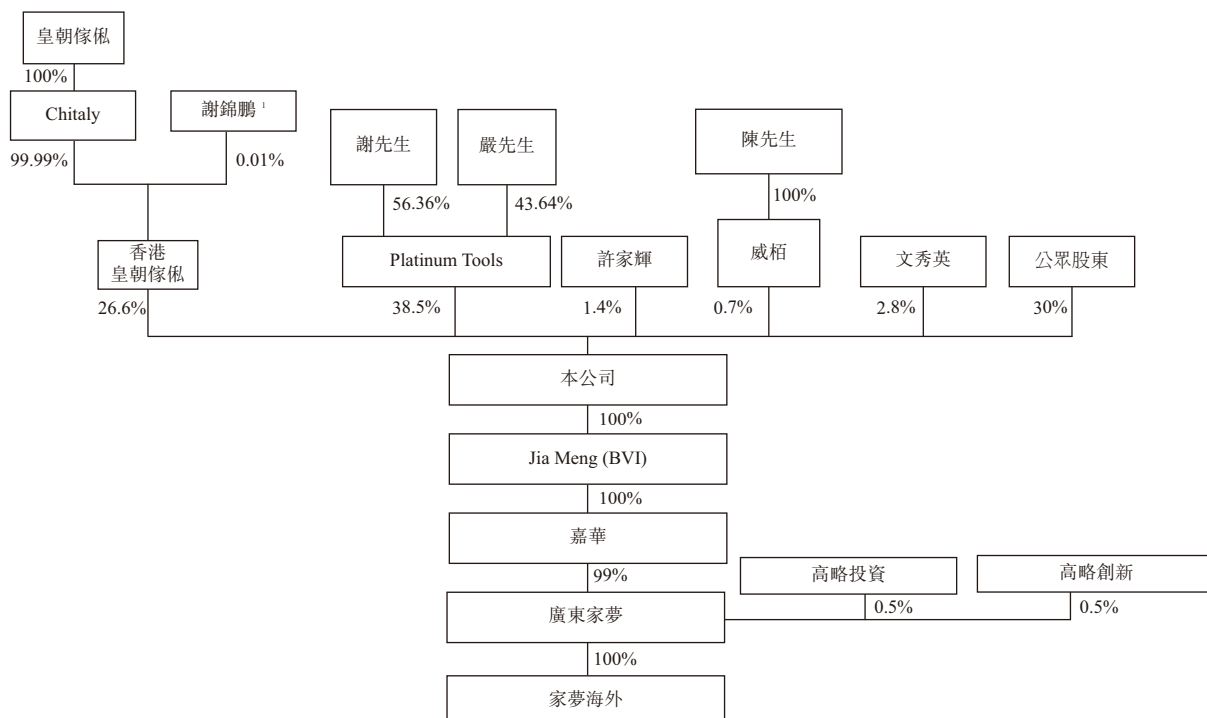 皇朝傢俬
100%
Chitaly
謝錦鵬 1
謝先生
嚴先生
陳先生
99.99%
0.01%
56.36%
43.64%
100%
香港
皇朝傢俬
Platinum Tools
許家輝
威栢
文秀英
公眾股東
26.6%
38.5%
1.4%
0.7%
2.8%
30%
本公司
100%
Jia Meng (BVI)
100%
嘉華
99%
高略投資
高略創新
0.5%
0.5%
廣東家夢
100%
家夢海外